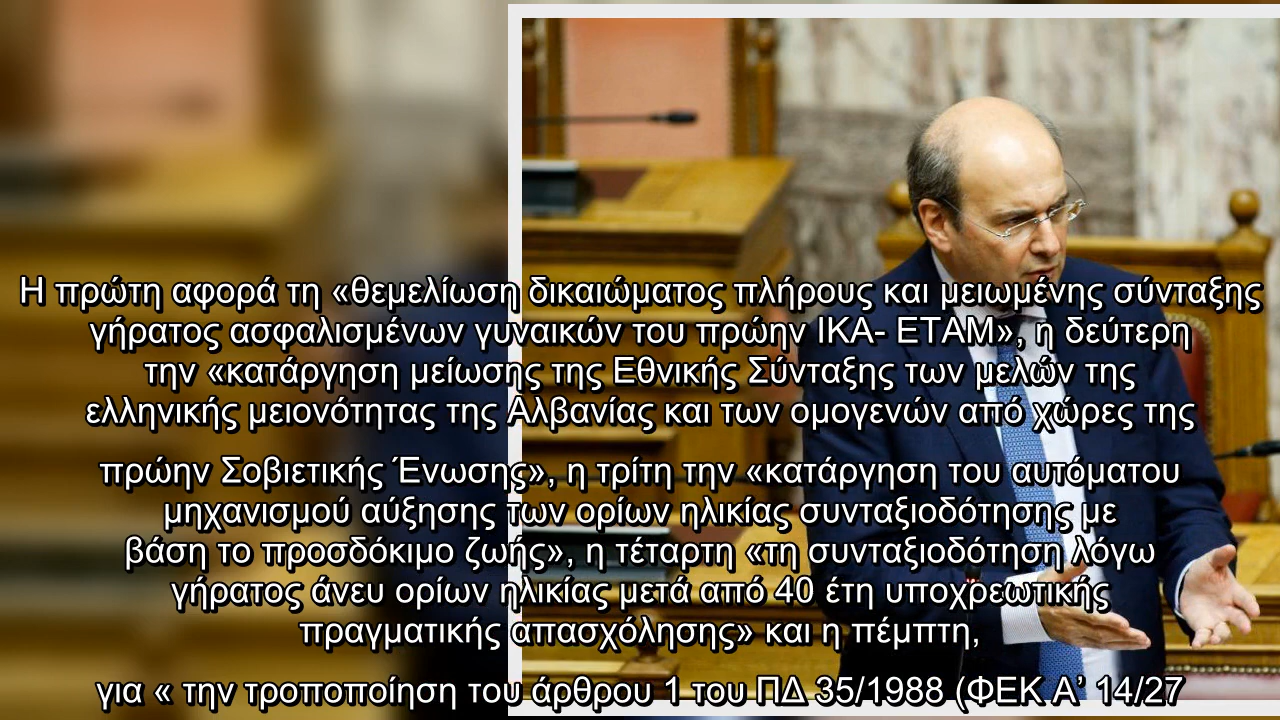 Η πρώτη αφορά τη «θεμελίωση δικαιώματος πλήρους και μειωμένης σύνταξης
γήρατος ασφαλισμένων γυναικών του πρώην ΙΚΑ- ΕΤΑΜ», η δεύτερη
την «κατάργηση μείωσης της Εθνικής Σύνταξης των μελών της
ελληνικής μειονότητας της Αλβανίας και των ομογενών από χώρες της
πρώην Σοβιετικής Ένωσης», η τρίτη την «κατάργηση του αυτόματου
μηχανισμού αύξησης των ορίων ηλικίας συνταξιοδότησης με
βάση το προσδόκιμο ζωής», η τέταρτη «τη συνταξιοδότηση λόγω
γήρατος άνευ ορίων ηλικίας μετά από 40 έτη υποχρεωτικής
πραγματικής απασχόλησης» και η πέμπτη,
για « την τροποποίηση του άρθρου 1 του ΠΔ 35/1988 (ΦΕΚ Α’ 14/27